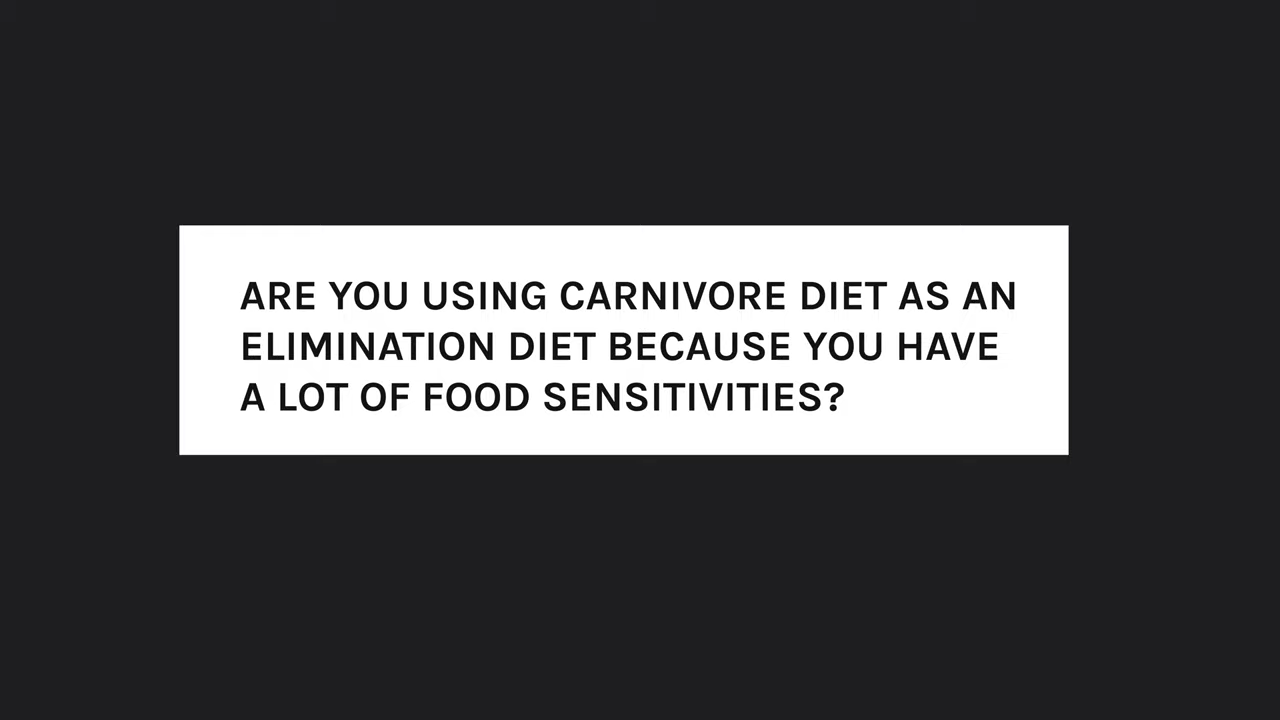 ARE YOU USING CARNIVORE DIET AS AN
ELIMINATION DIET BECAUSE YOU HAVE
A LOT OF FOOD SENSITIVITIES?